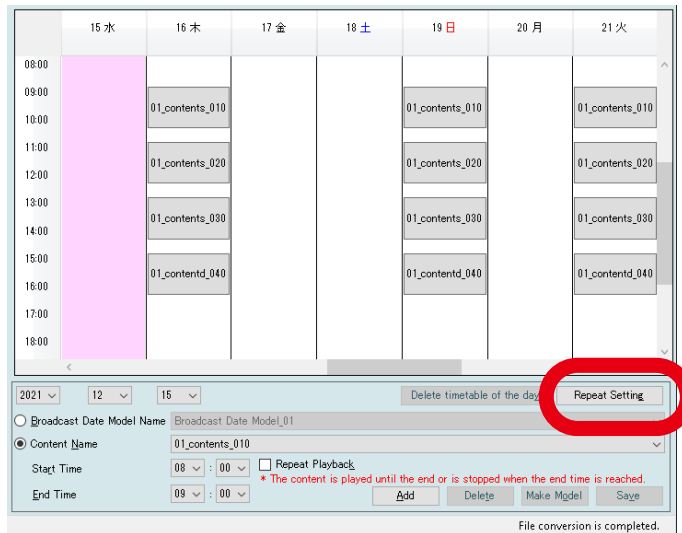 15 水 16 木 17 金 18 土 19 日 20 月 21 火
08:00
09:00
01_contents_010 01_contents_010 01_contents_010
10:00
11:00
01_contents_020 01_contents_020 01_contents_020
12:00
13:00
01_contents_030 01_contents_030 01_contents_030
14:00
15:00
01_contentd_040 01_contentd_040 01_contentd_040
16:00
17:00
18:00
2021 12 15 Delete timetable of the day Repeat Setting
Broadcast Date Model Name Broadcast Date Model_01
Content Name 01_contents_010
Start Time 08 : 00 Repeat Playback
* The content is played until the end or is stopped when the end time is reached.
End Time 09 : 00 Add Delete Make Model Save
File conversion is completed.